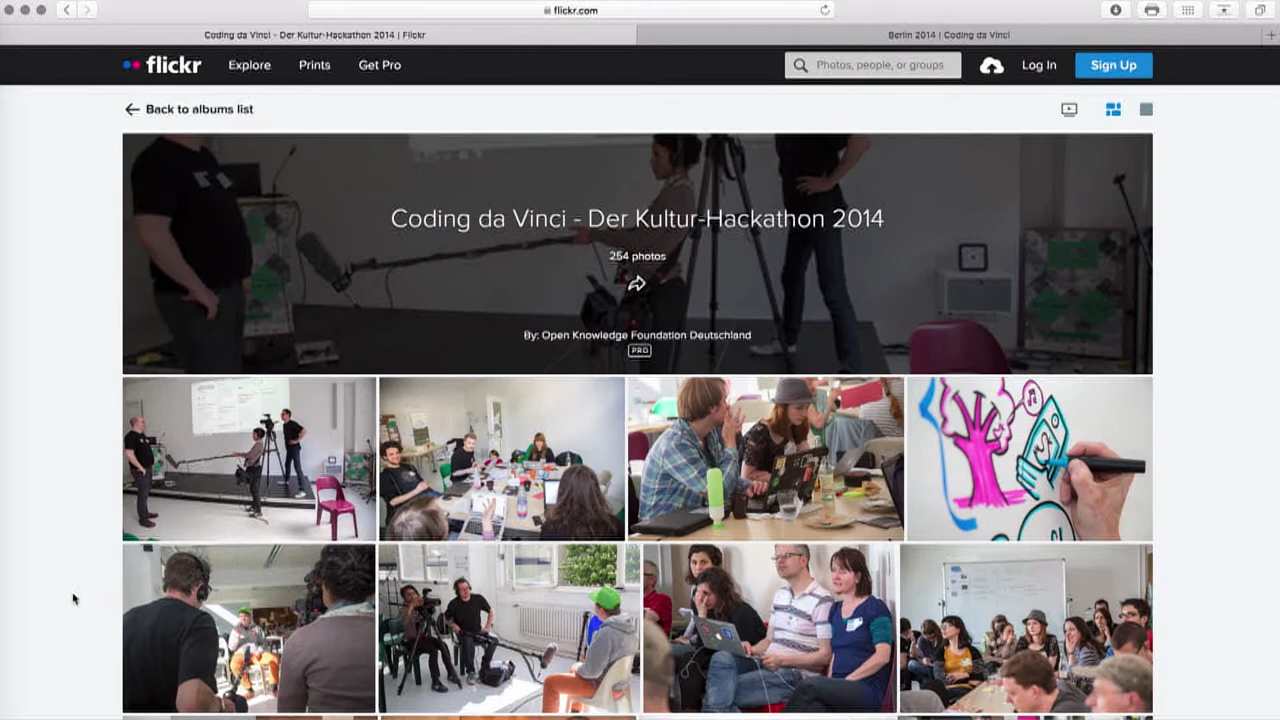 flickr.com
Coding da Vinci - Der Kultur-Hackathon 2014 | Flickr
Berlin 2014 | Coding da Vinci
flickr
Explore
Prints
Get Pro
Photos, people, or groups
Log In
Sign Up
Back to albums list
Coding da Vinci - Der Kultur-Hackathon 2014
254 photos
By: Open Knowledge Foundation Deutschland
PRO